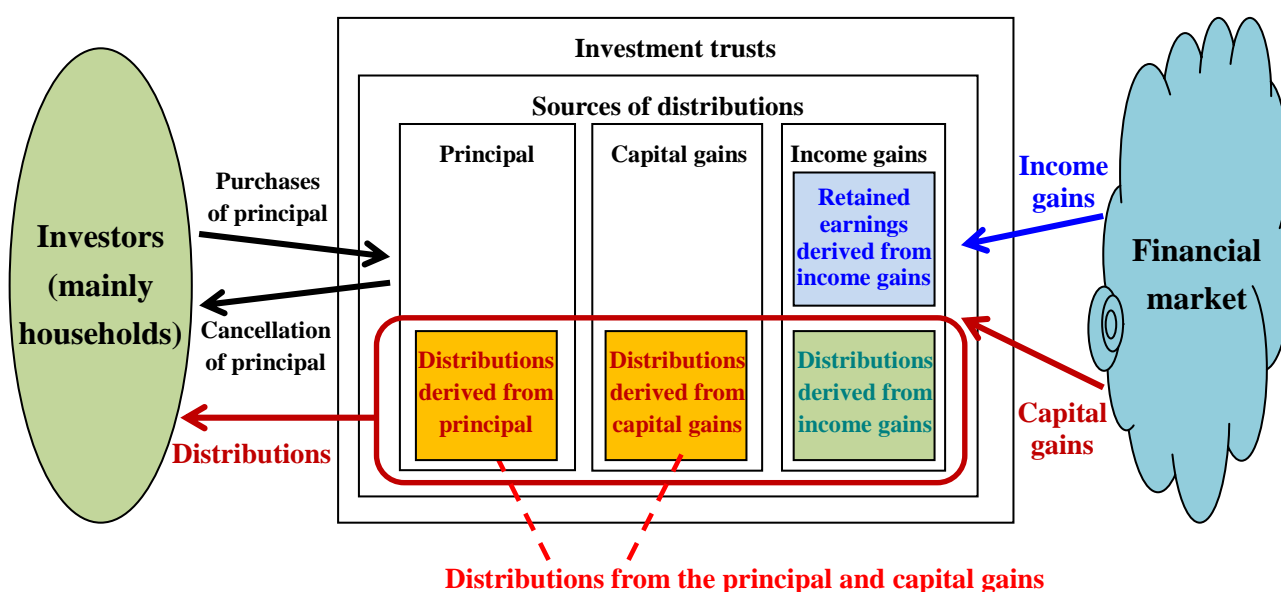 Investment trusts
Sources of distributions
Principal
Capital gains
Income gains
Retained
earnings
derived from
income gains
Distributions
derived from
principal
Distributions
derived from
capital gains
Distributions
derived from
income gains
Investors
(mainly
households)
Purchases
of principal
Cancellation
of principal
Distributions
Income
gains
Capital
gains
Financial
market
Distributions from the principal and capital gains